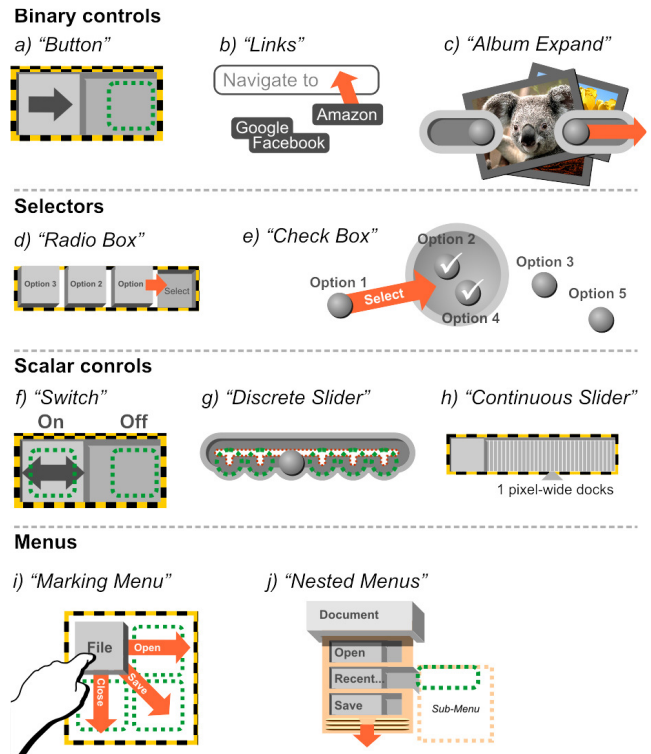 Binary controls
a) “Button”
b) “Links”
c) “Album Expand”
Navigate to
Amazon
Google
Facebook
Selectors
d) “Radio Box”
e) “Check Box”
Option 3
Option 2
Option
Select
Option 1
Select
Option 2
Option 4
Option 3
Option 5
Scalar conrols
f) “Switch”
g) “Discrete Slider”
h) “Continuous Slider”
On
Off
1 pixel-wide docks
Menus
i) “Marking Menu”
j) “Nested Menus”
File
Open
Save
Close
Document
Open
Recent...
Save
Sub-Menu